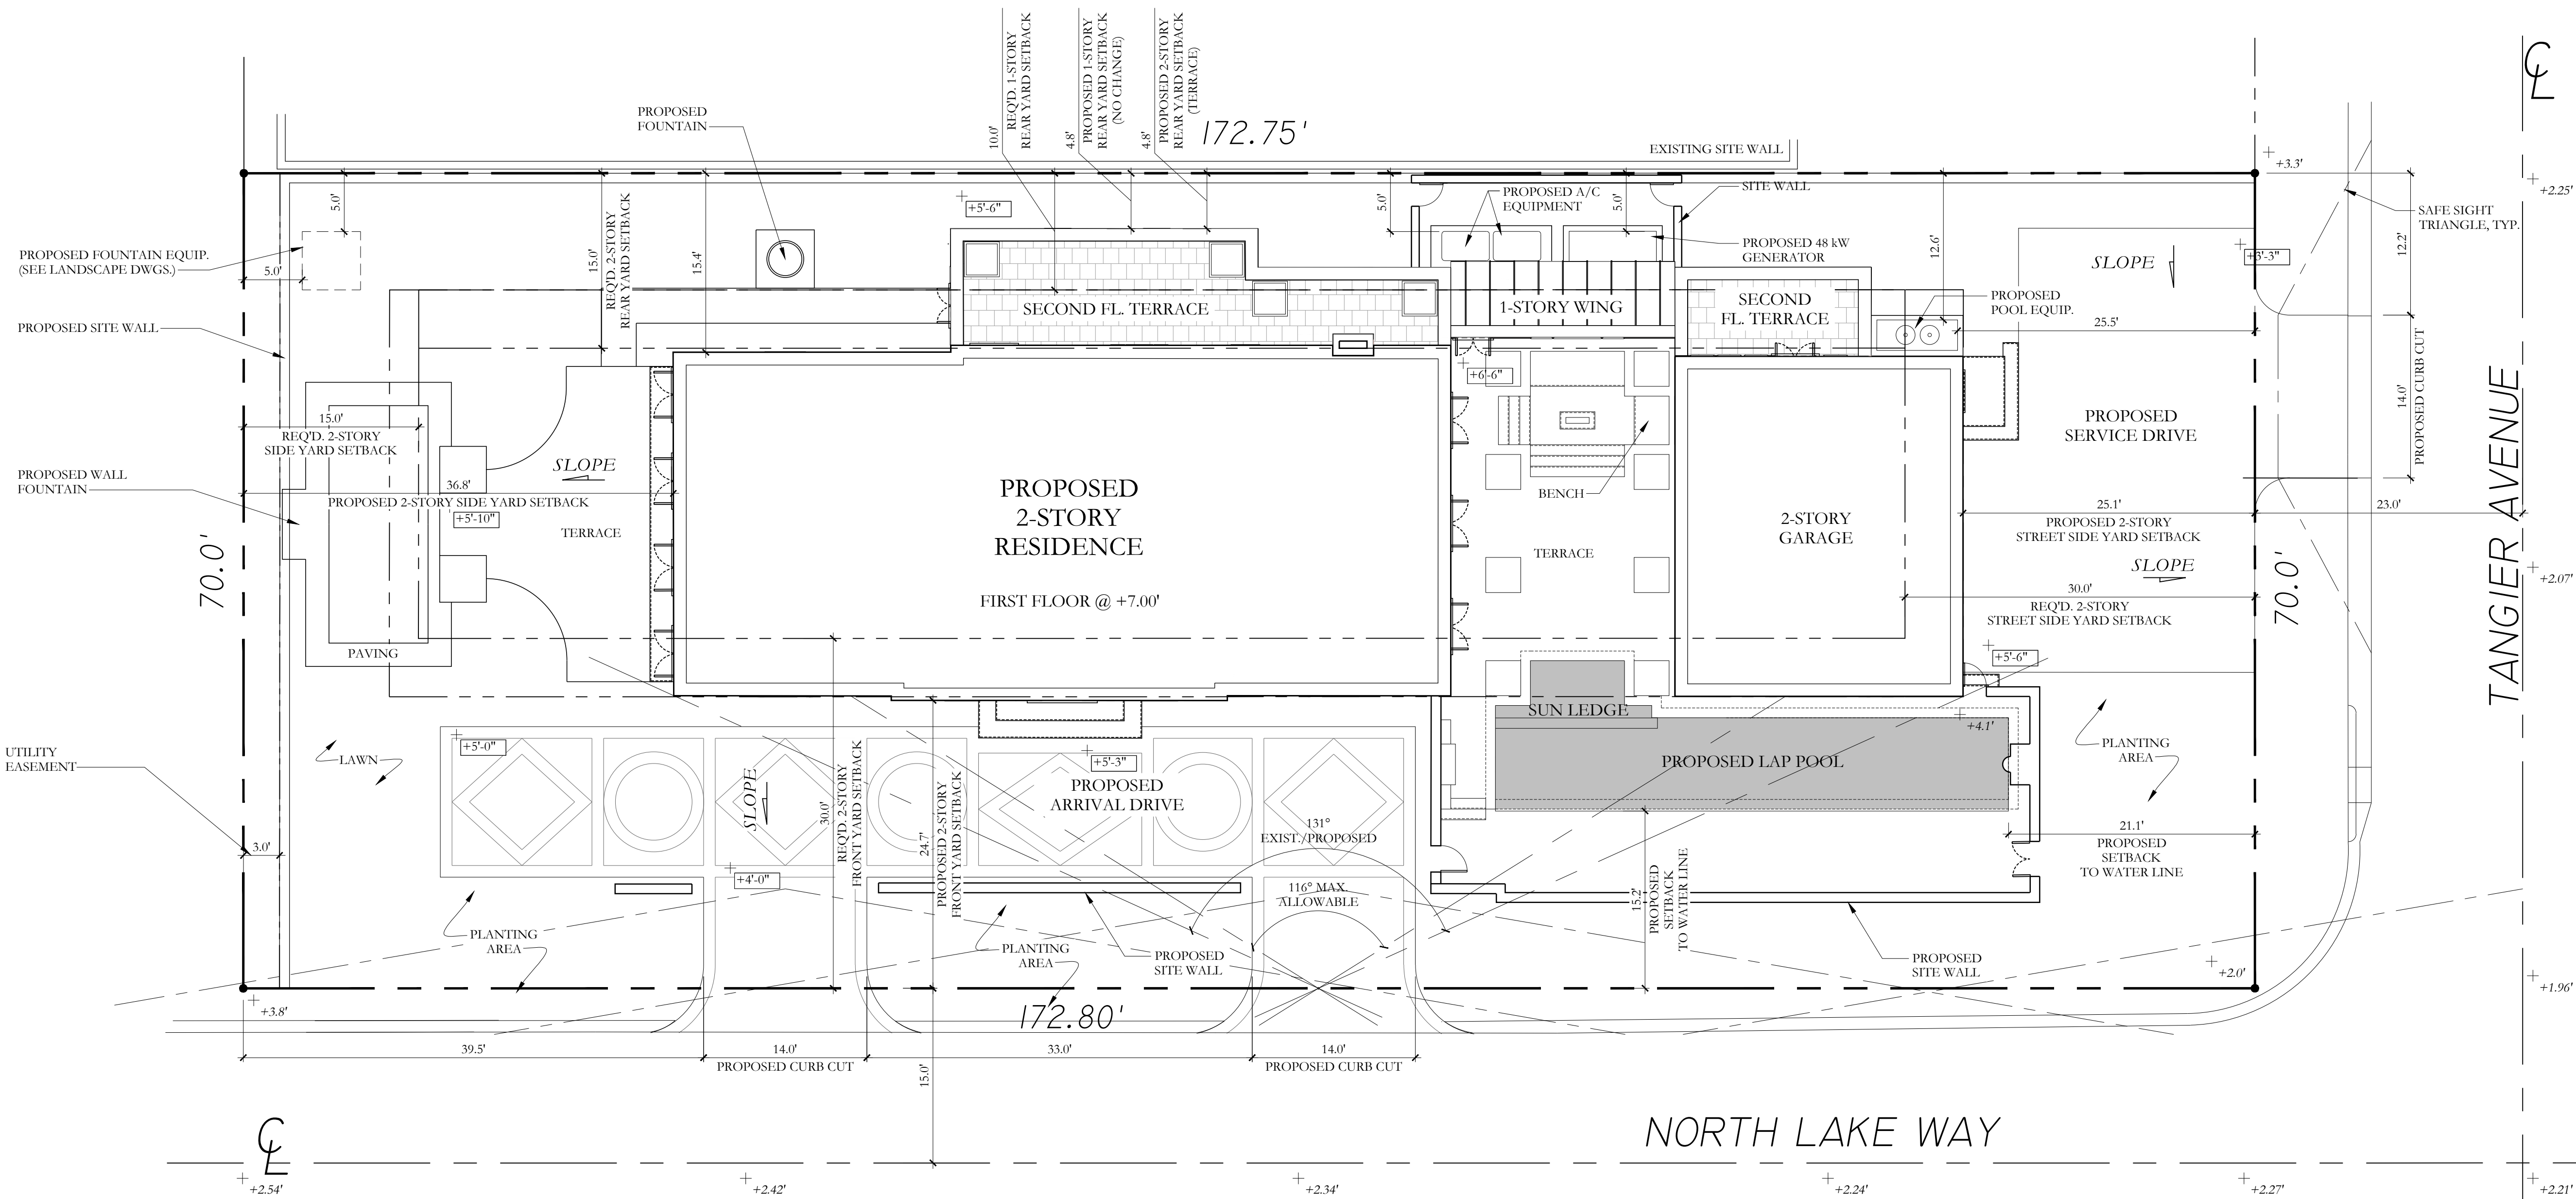 10.0'
REQ'D. 1-STORY
REAR YARD SETBACK
4.8'
PROPOSED 1-STORY
REAR YARD SETBACK
(NO CHANGE)
4.8'
PROPOSED 2-STORY
REAR YARD SETBACK
(TERRACE)
172.75'
PROPOSED
FOUNTAIN
EXISTING SITE WALL
+3.3'
+2.25'
PROPOSED FOUNTAIN EQUIP.
(SEE LANDSCAPE DWGS.)
5.0'
5.0'
15.0'
REQ'D. 2-STORY
REAR YARD SETBACK
15.4'
+5'-6"
5.0'
PROPOSED A/C
EQUIPMENT
5.0'
SITE WALL
PROPOSED 48 kW
GENERATOR
12.6'
SLOPE
+3'-3"
SAFE SIGHT
TRIANGLE, TYP.
12.2'
PROPOSED SITE WALL
SECOND FL. TERRACE
1-STORY WING
SECOND
FL. TERRACE
PROPOSED
POOL EQUIP.
25.5'
14.0'
PROPOSED CURB CUT
+6'-6"
15.0'
REQ'D. 2-STORY
SIDE YARD SETBACK
PROPOSED WALL
FOUNTAIN
SLOPE
36.8'
PROPOSED 2-STORY SIDE YARD SETBACK
+5'-10"
TERRACE
PROPOSED
2-STORY
RESIDENCE
FIRST FLOOR @ +7.00'
BENCH
TERRACE
2-STORY
GARAGE
PROPOSED
SERVICE DRIVE
25.1'
PROPOSED 2-STORY
STREET SIDE YARD SETBACK
23.0'
SLOPE
30.0'
REQ'D. 2-STORY
STREET SIDE YARD SETBACK
70.0'
70.0'
TANGIER AVENUE
+2.07'
PAVING
+5'-6"
UTILITY
EASEMENT
3.0'
LAWN
+5'-0"
SLOPE
30.0'
REQ'D. 2-STORY
FRONT YARD SETBACK
24.7'
PROPOSED 2-STORY
FRONT YARD SETBACK
+5'-3"
PROPOSED
ARRIVAL DRIVE
+4'-0"
131°
EXIST./PROPOSED
116° MAX.
ALLOWABLE
SUN LEDGE
PROPOSED LAP POOL
+4.1'
PLANTING
AREA
21.1'
PROPOSED
SETBACK
TO WATER LINE
15.2'
PROPOSED
SETBACK
TO WATER LINE
PLANTING
AREA
PLANTING
AREA
PROPOSED
SITE WALL
PROPOSED
SITE WALL
+2.0'
+1.96'
+3.8'
172.80'
39.5'
14.0'
PROPOSED CURB CUT
33.0'
14.0'
PROPOSED CURB CUT
15.0'
NORTH LAKE WAY
+2.54'
+2.42'
+2.34'
+2.24'
+2.27'
+2.21'